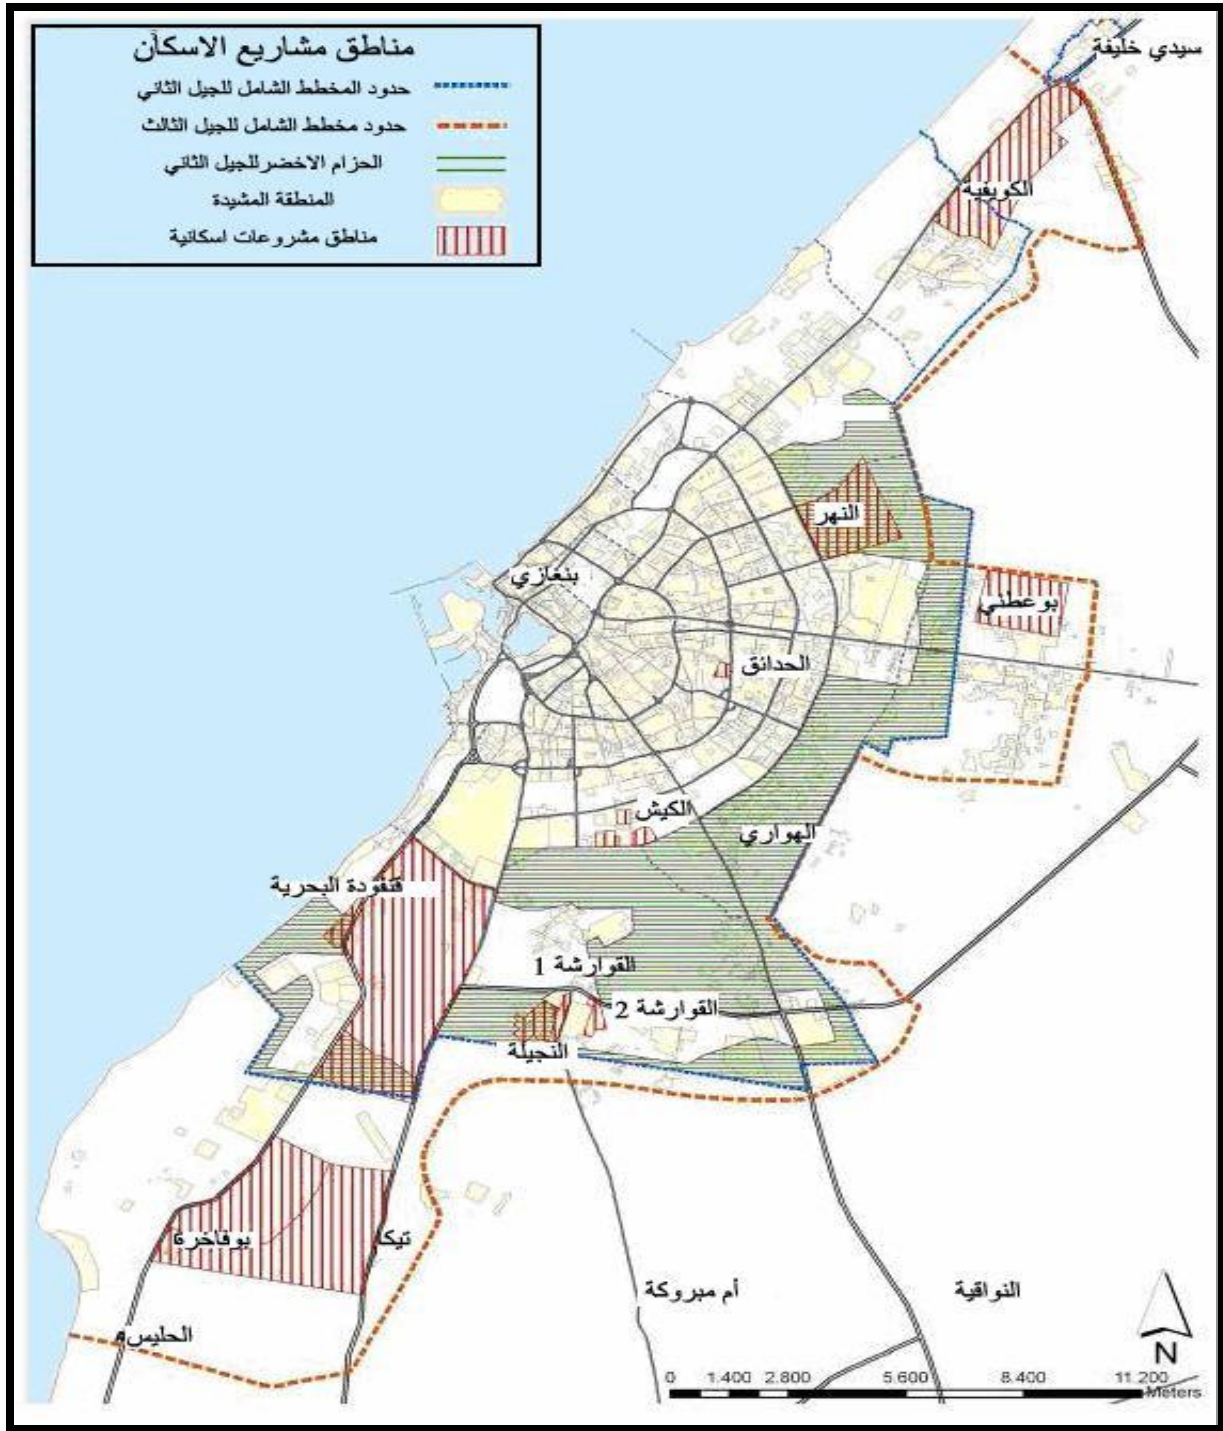 مناطق مشاريع الاسكان
حدود المخطط الشامل للجيل الثاني
حدود مخطط الشامل للجيل الثالث
الحزام الاخضر للجيل الثاني
المنطقة المشيدة
مناطق مشروعات اسكانية
سيدي خليفة
الكويفية
النهر
بنغازي
بوعطني
الحدائق
الكيش
الهواري
قنفودة البحرية
القوارشة 1
القوارشة 2
النجيلة
بوفاخرة
تيكا
أم مبروكة
النواقية
الحليس
N
0 1.400 2.800 5.600 8.400 11.200
Meters